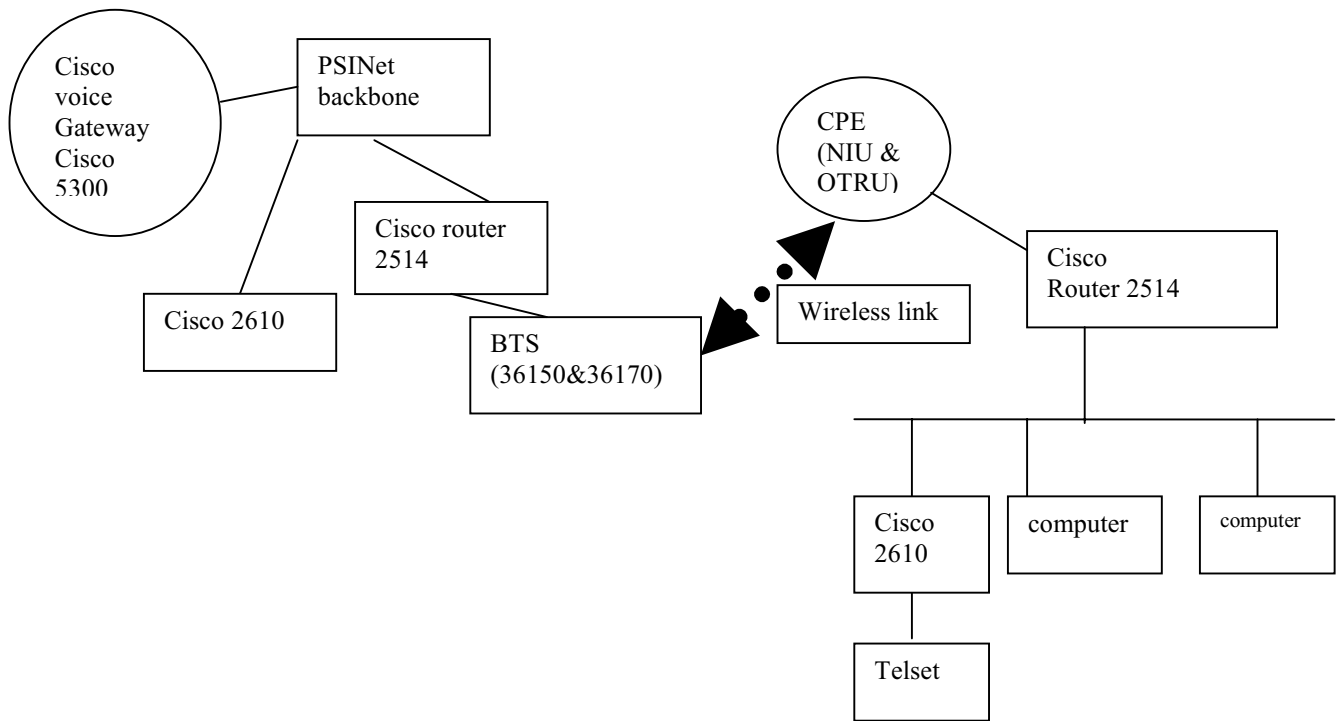 Cisco
voice
Gateway
Cisco
5300
PSINet
backbone
CPE
(NIU &
OTRU)
Cisco router
2514
Cisco
Router 2514
Cisco 2610
Wireless link
BTS
(36150&36170)
Cisco
2610
computer
computer
Telset